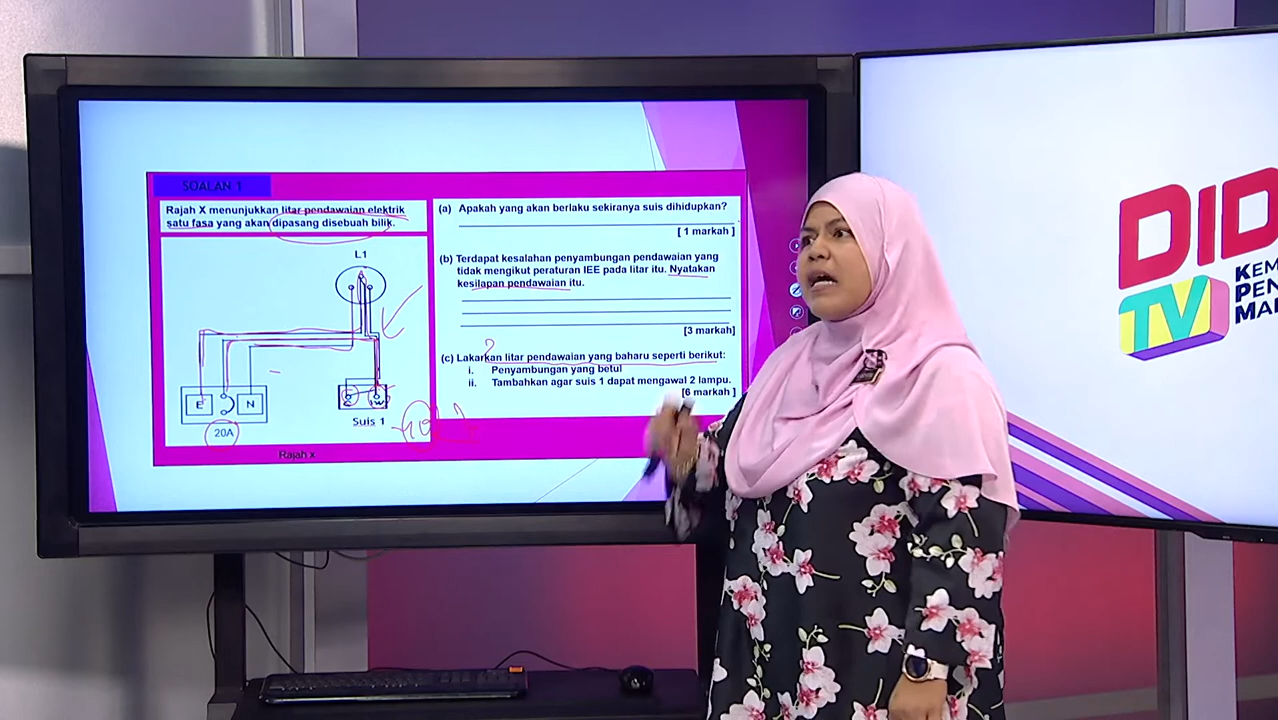 SOALAN 1
Rajah X menunjukkan litar pendawaian elektrik
satu fasa yang akan dipasang disebuah bilik.
L1
E
N
20A
Suis 1
Rajah x
(a) Apakah yang akan berlaku sekiranya suis dihidupkan?
[ 1 markah ]
(b) Terdapat kesalahan penyambungan pendawaian yang
tidak mengikut peraturan IEE pada litar itu. Nyatakan
kesilapan pendawaian itu.
[3 markah]
(c) Lakarkan litar pendawaian yang baharu seperti berikut:
i. Penyambungan yang betul
ii. Tambahkan agar suis 1 dapat mengawal 2 lampu.
[6 markah ]
DID
TV